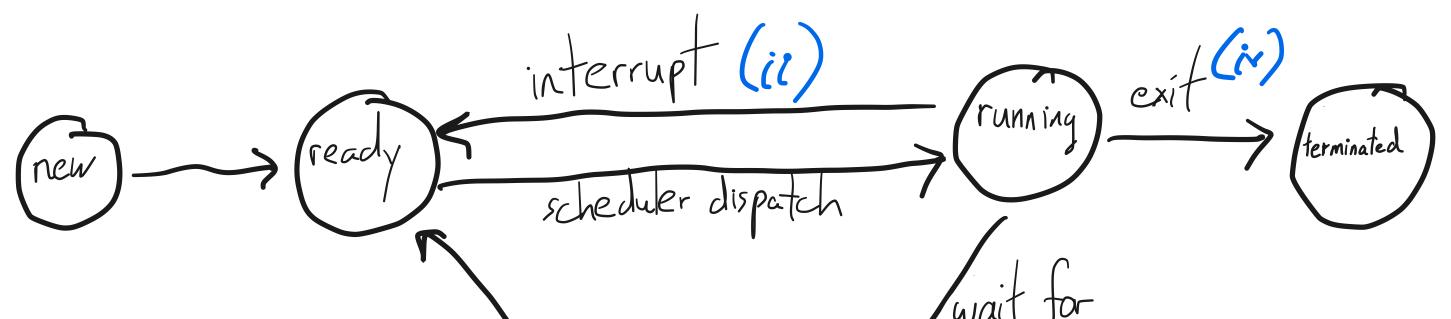 interrupt (ii)
exit (iv)
new
ready
running
terminated
scheduler dispatch
wait for